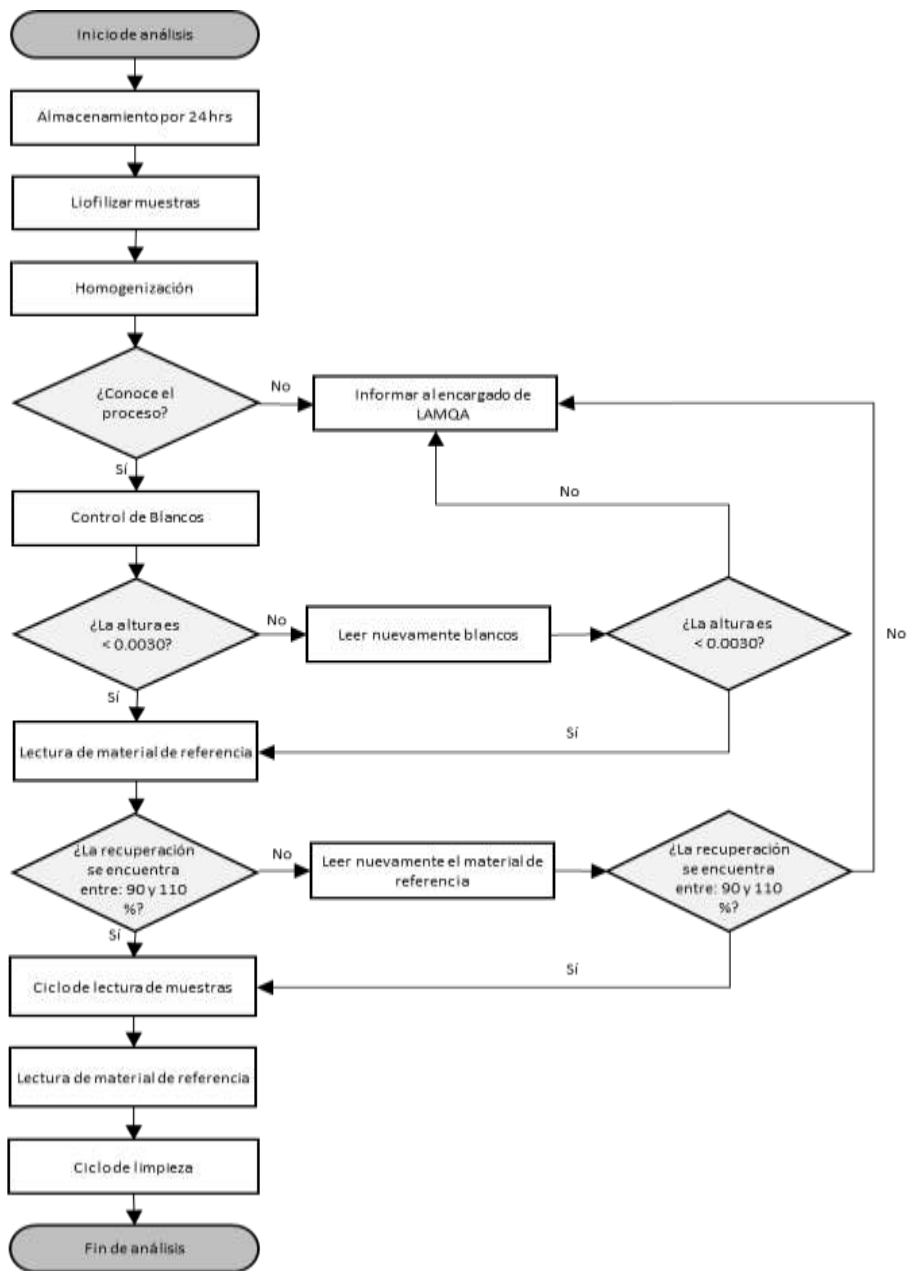 Inicio de análisis
Almacenamiento por 24 hrs
Liofilizar muestras
Homogenización
¿Conoce el
proceso?
No
Informar al encargado de
LAMQA
Sí
Control de Blancos
No
¿La altura es
< 0.0030?
No
Leer nuevamente blancos
¿La altura es
< 0.0030?
No
Sí
Sí
Lectura de material de referencia
¿La recuperación
se encuentra
entre: 90 y 110
%?
No
Leer nuevamente el material de
referencia
¿La recuperación
se encuentra
entre: 90 y 110
%?
Sí
Sí
Ciclo de lectura de muestras
Lectura de material de referencia
Ciclo de limpieza
Fin de análisis